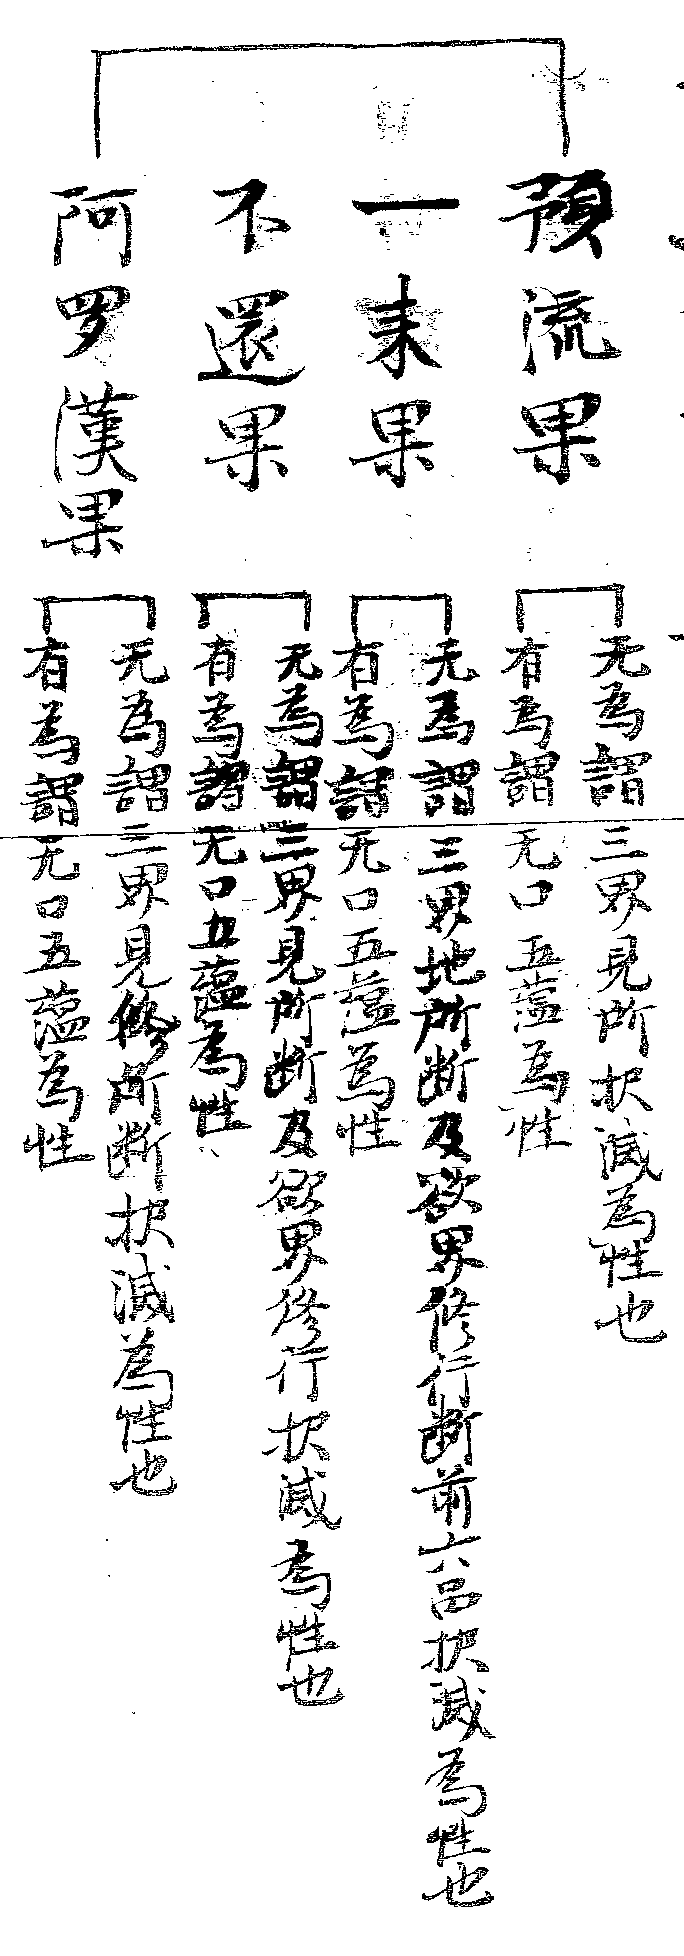 預流果
无為謂三界見所択滅為性也
有為謂无口五蘊為性
一来果
无為謂三界地所断及欲界修行断前六品択滅為性也
有為謂无口五蘊為性
不還果
无為謂三界見所断及欲界修行択滅為性也
有為謂无口五蘊為性
阿罗漢果
无為謂三界見修所断択滅為性也
有為謂无口五蘊為性